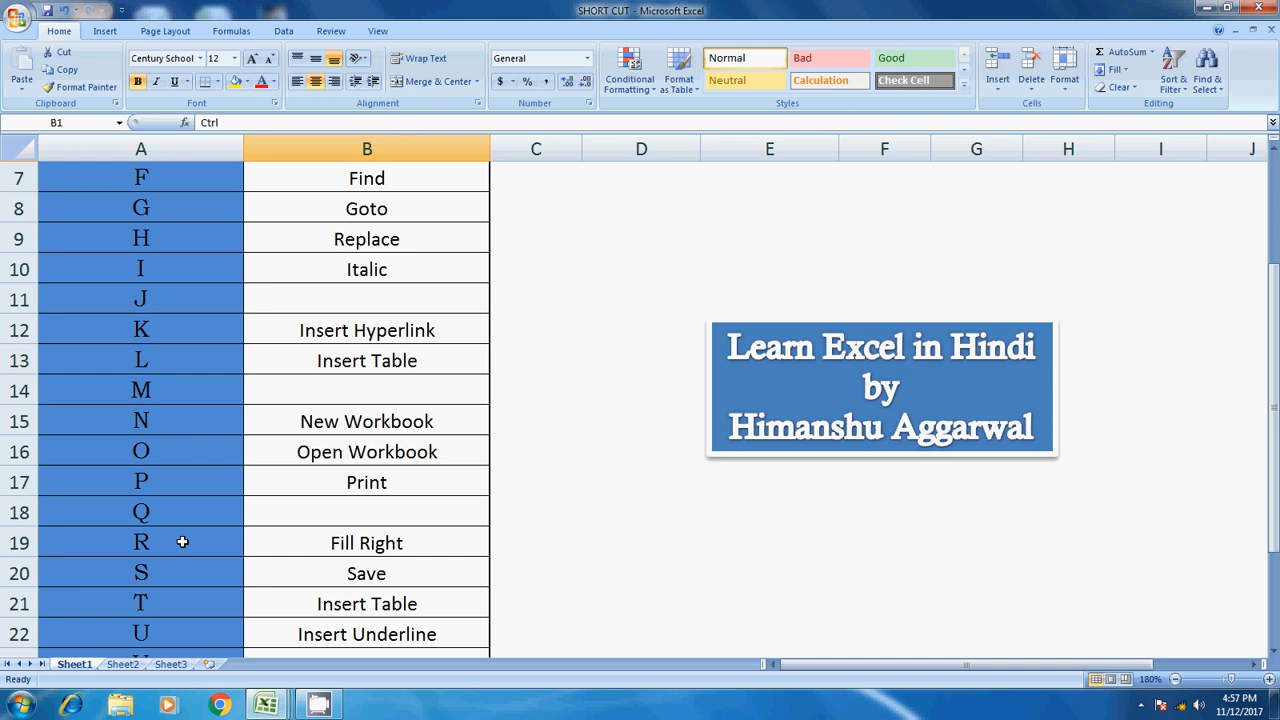 SHORT CUT - Microsoft Excel
Home Insert Page Layout Formulas Data Review View
Paste
Cut
Copy
Format Painter
Clipboard
Century School 12
B I U
Font
Wrap Text
Merge & Center
Alignment
General
$ % ,
Number
Conditional Formatting
Format as Table
Normal Bad Good
Neutral Calculation Check Cell
Styles
Insert Delete Format
Cells
AutoSum
Fill
Clear
Sort & Filter
Find & Select
Editing
B1 fx Ctrl
A B C D E F G H I J
7 F Find
8 G Goto
9 H Replace
10 I Italic
11 J
12 K Insert Hyperlink
13 L Insert Table
14 M
15 N New Workbook
16 O Open Workbook
17 P Print
18 Q
19 R Fill Right
20 S Save
21 T Insert Table
22 U Insert Underline
Learn Excel in Hindi
by
Himanshu Aggarwal
Sheet1 Sheet2 Sheet3
Ready 180%
4:57 PM
11/12/2017